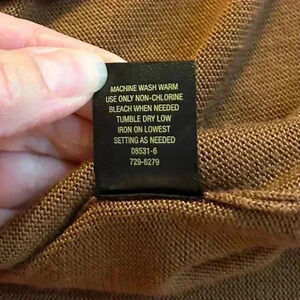 MACHINE WASH WARM
USE ONLY NON-CHLORINE
BLEACH WHEN NEEDED
TUMBLE DRY LOW
IRON ON LOWEST
SETTING AS NEEDED
08531-6
729-6279